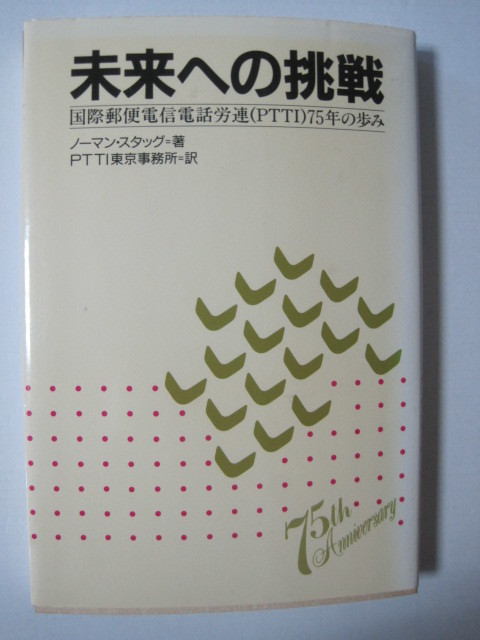 未来への挑戦
国際郵便電信電話労連(PTTI)75年の歩み
ノーマン・スタッグ=著
PTTI東京事務所=訳
75th
Anniversary